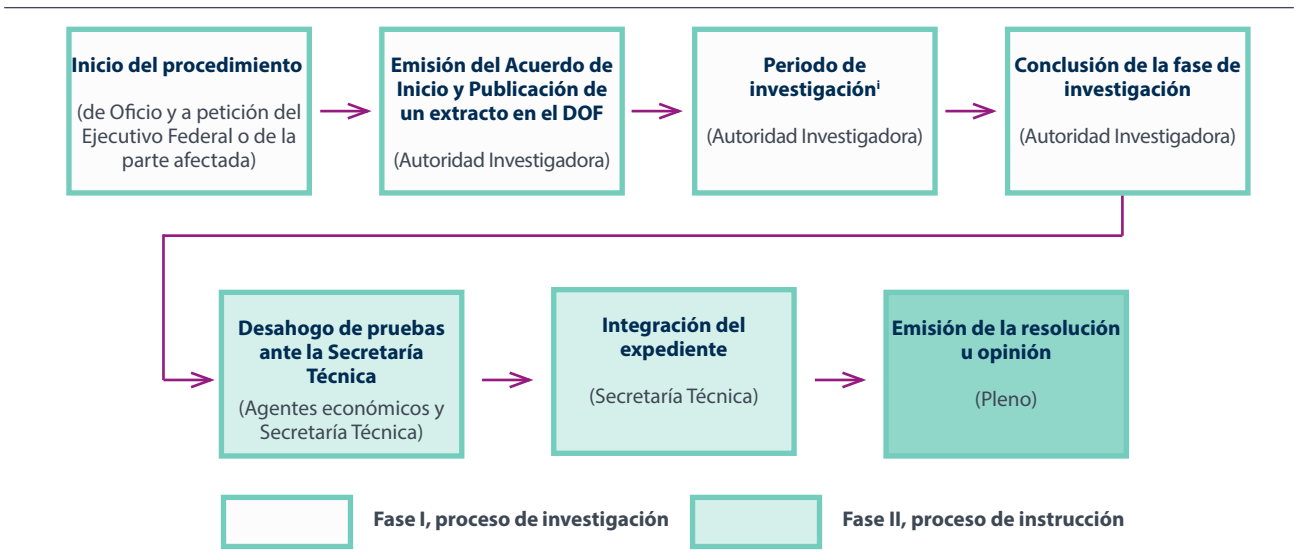 Inicio del procedimiento
(de Oficio y a petición del
Ejecutivo Federal o de la
parte afectada)
Emisión del Acuerdo de
Inicio y Publicación de
un extracto en el DOF
(Autoridad Investigadora)
Periodo de
investigaciónⁱ
(Autoridad Investigadora)
Conclusión de la fase de
investigación
(Autoridad Investigadora)
Desahogo de pruebas
ante la Secretaría
Técnica
(Agentes económicos y
Secretaría Técnica)
Integración del
expediente
(Secretaría Técnica)
Emisión de la resolución
u opinión
(Pleno)
Fase I, proceso de investigación
Fase II, proceso de instrucción